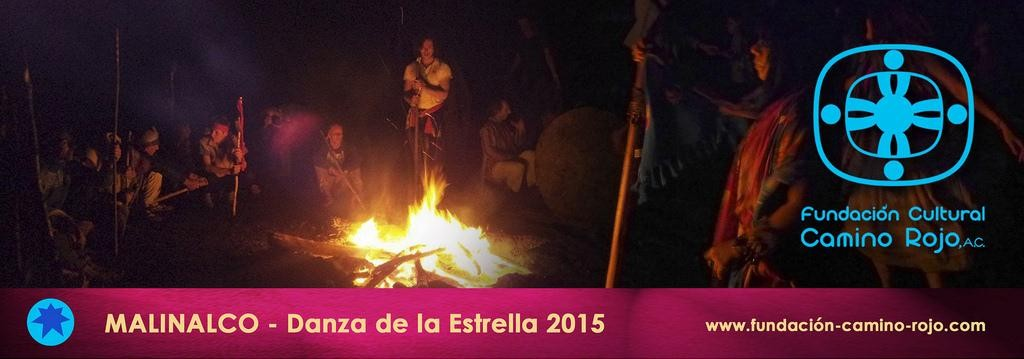 Fundación Cultural
Camino Rojo, A.C.
MALINALCO - Danza de la Estrella 2015
www.fundación-camino-rojo.com